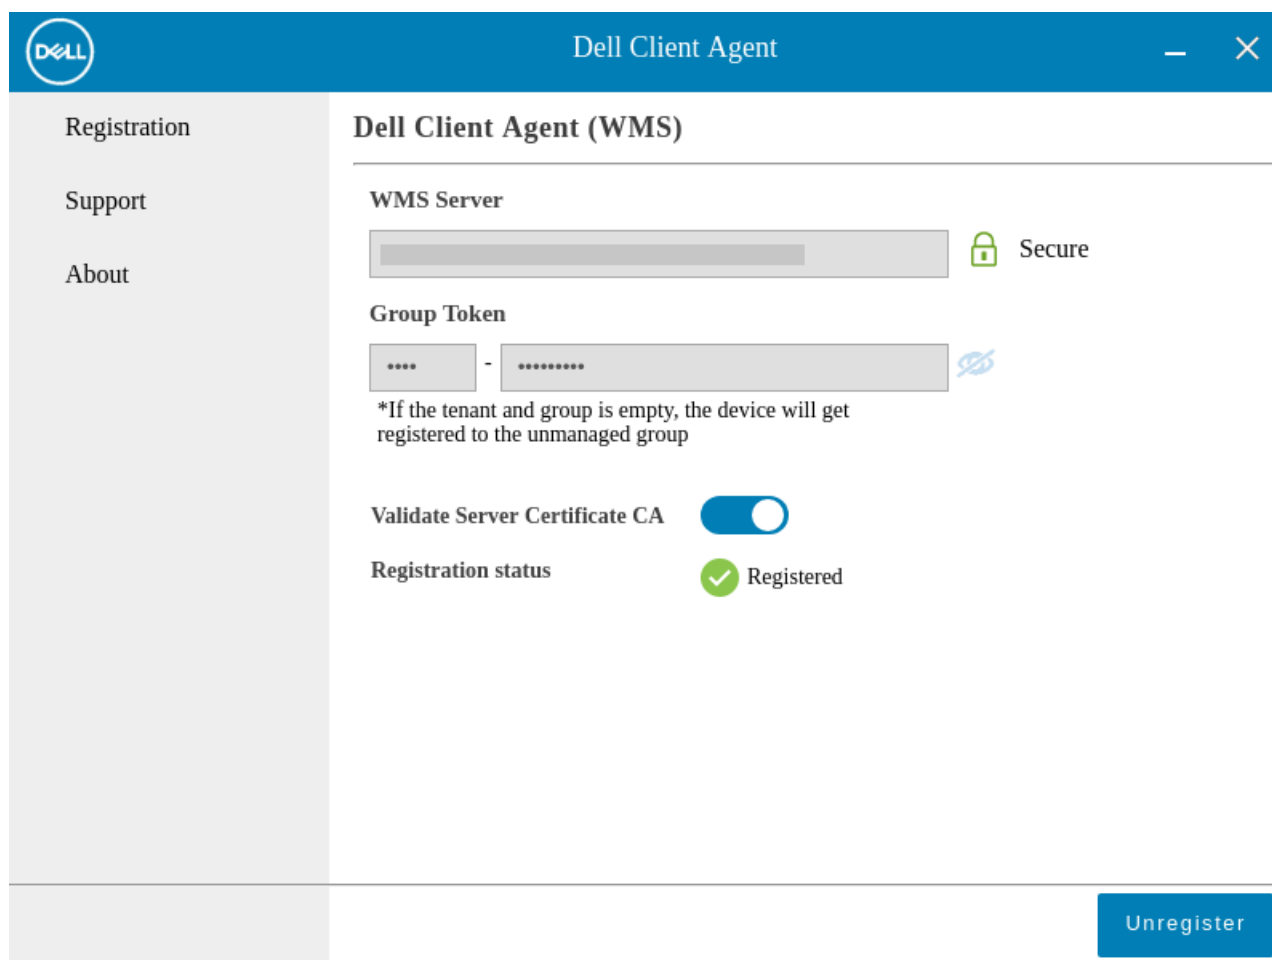 DELL
Dell Client Agent
Registration
Support
About
Dell Client Agent (WMS)
WMS Server
Secure
Group Token
•••• - •••••••••
*If the tenant and group is empty, the device will get
registered to the unmanaged group
Validate Server Certificate CA
Registration status
Registered
Unregister